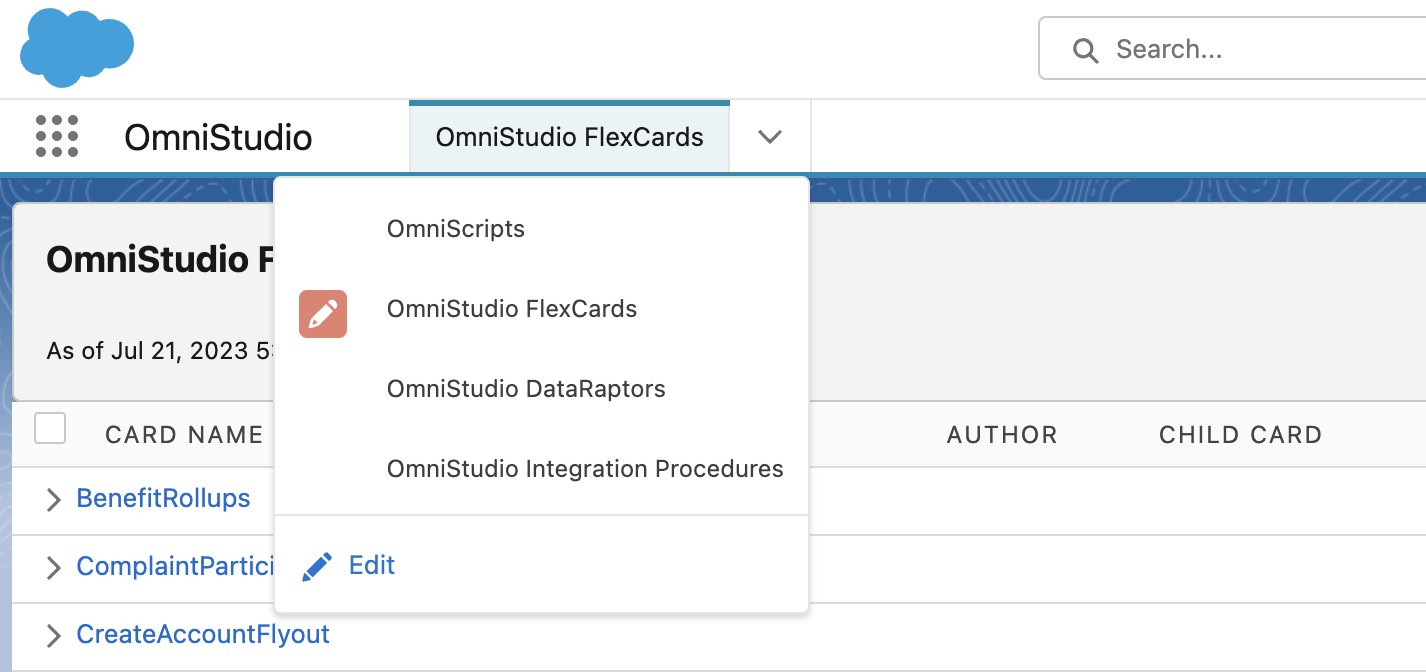 Search...
OmniStudio
OmniStudio FlexCards
OmniScripts
OmniStudio FlexCards
OmniStudio DataRaptors
OmniStudio Integration Procedures
Edit
OmniStudio F
As of Jul 21, 2023 5:
CARD NAME AUTHOR CHILD CARD
BenefitRollups
ComplaintPartici
CreateAccountFlyout